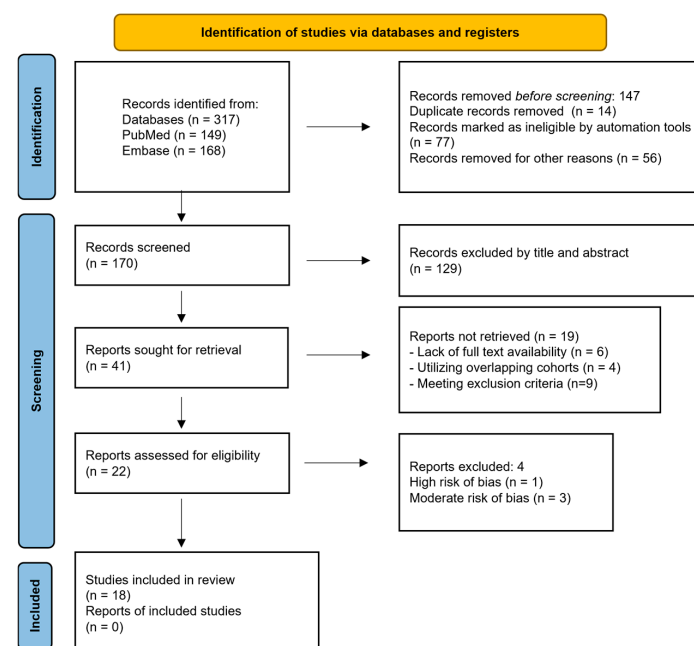 Identification of studies via databases and registers
Identification
Records identified from:
Databases (n = 317)
PubMed (n = 149)
Embase (n = 168)
Records removed before screening: 147
Duplicate records removed (n = 14)
Records marked as ineligible by automation tools
(n = 77)
Records removed for other reasons (n = 56)
Screening
Records screened
(n = 170)
Records excluded by title and abstract
(n = 129)
Reports sought for retrieval
(n = 41)
Reports not retrieved (n = 19)
- Lack of full text availability (n = 6)
- Utilizing overlapping cohorts (n = 4)
- Meeting exclusion criteria (n=9)
Reports assessed for eligibility
(n = 22)
Reports excluded: 4
High risk of bias (n = 1)
Moderate risk of bias (n = 3)
Included
Studies included in review
(n = 18)
Reports of included studies
(n = 0)